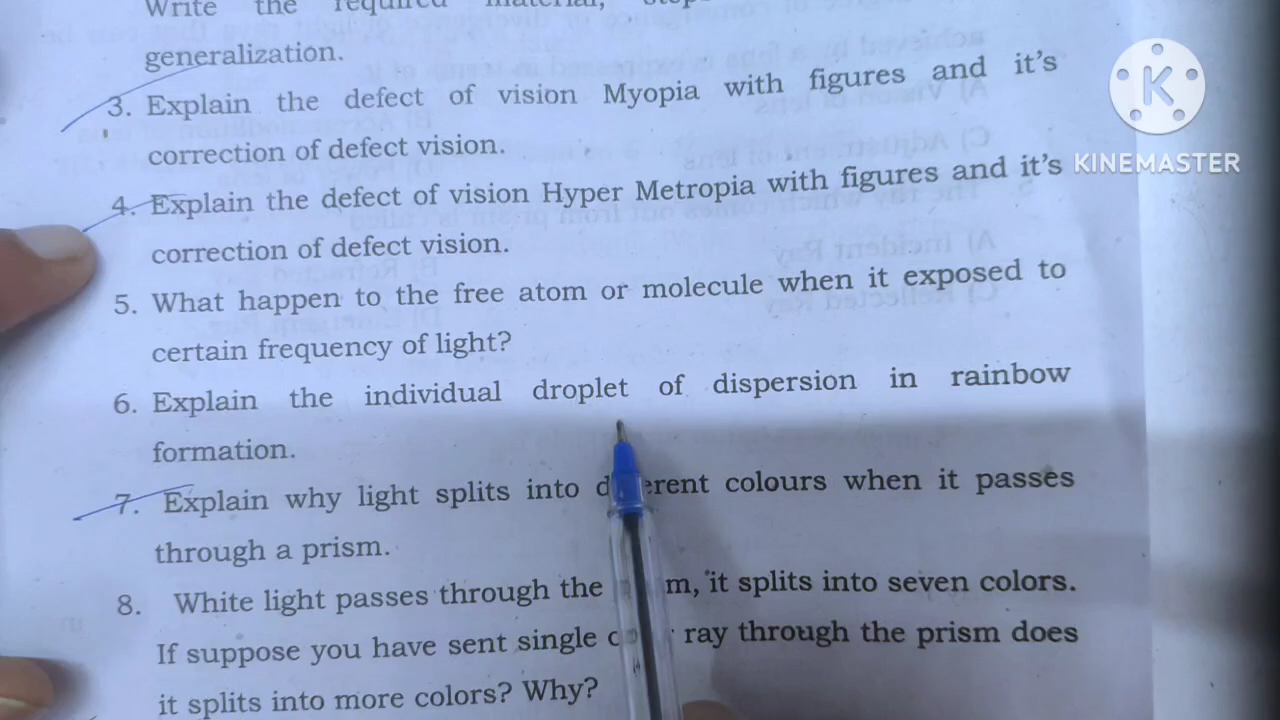 Write the required material,
generalization.
3. Explain the defect of vision Myopia with figures and it's
correction of defect vision.
4. Explain the defect of vision Hyper Metropia with figures and it's
correction of defect vision.
5. What happen to the free atom or molecule when it exposed to
certain frequency of light?
6. Explain the individual droplet of dispersion in rainbow
formation.
7. Explain why light splits into colours when it passes
through a prism.
8. White light passes through the it splits into seven colors.
If suppose you have sent single ray through the prism does
it splits into more colors? Why?
K
KINEMASTER